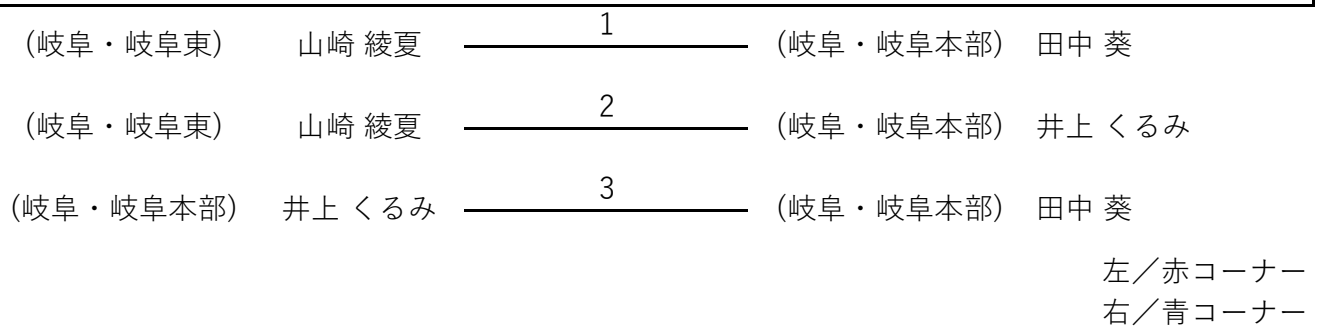 1
(岐阜・岐阜東) 山崎 綾夏 (岐阜・岐阜本部) 田中 葵
2
(岐阜・岐阜東) 山崎 綾夏 (岐阜・岐阜本部) 井上 くるみ
3
(岐阜・岐阜本部) 井上 くるみ (岐阜・岐阜本部) 田中 葵
左／赤コーナー
右／青コーナー